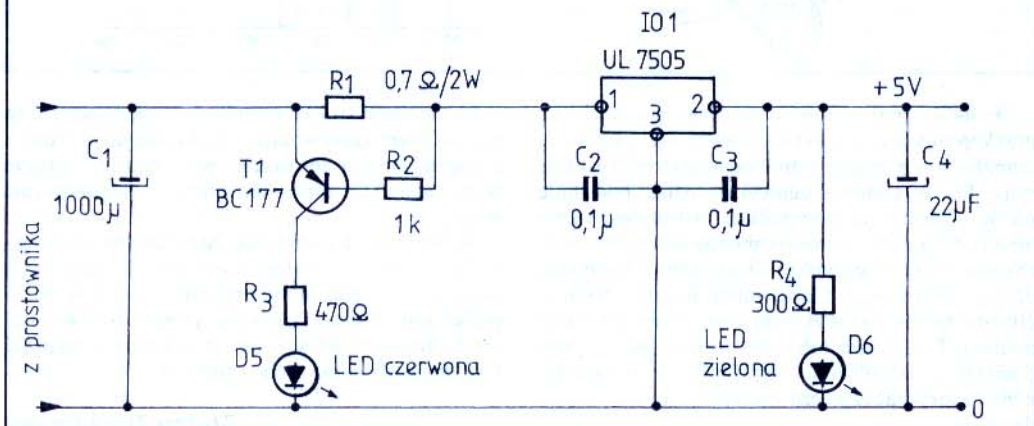 IO1
UL 7505
R1 0,7 Ω/2W
1
2
3
+5V
C1
1000µ
T1
BC177
R2
1k
C2
0,1µ
C3
0,1µ
C4
22µF
R3
470Ω
R4
300Ω
D5
LED czerwona
LED
zielona
D6
z prostownika
0